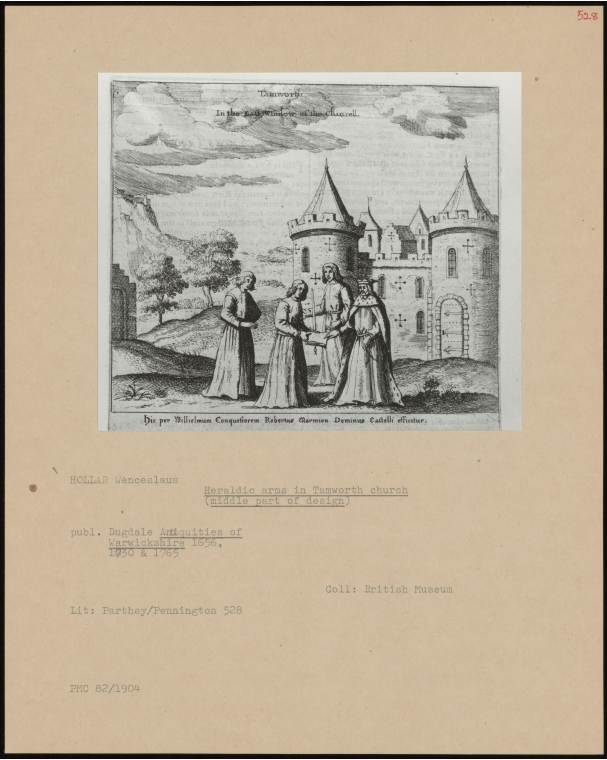 528
Tamworth
In the East Window of the Chancell.
Hic per Willielmum Conquestorem Robertus Marmion Dominus Castelli efficitur.
HOLLAR Wenceslaus
Heraldic arms in Tamworth church
(middle part of design)
publ. Dugdale Antiquities of
Warwickshire 1656,
1730 & 1765
Coll: British Museum
Lit: Parthey/Pennington 528
PMC 82/1904